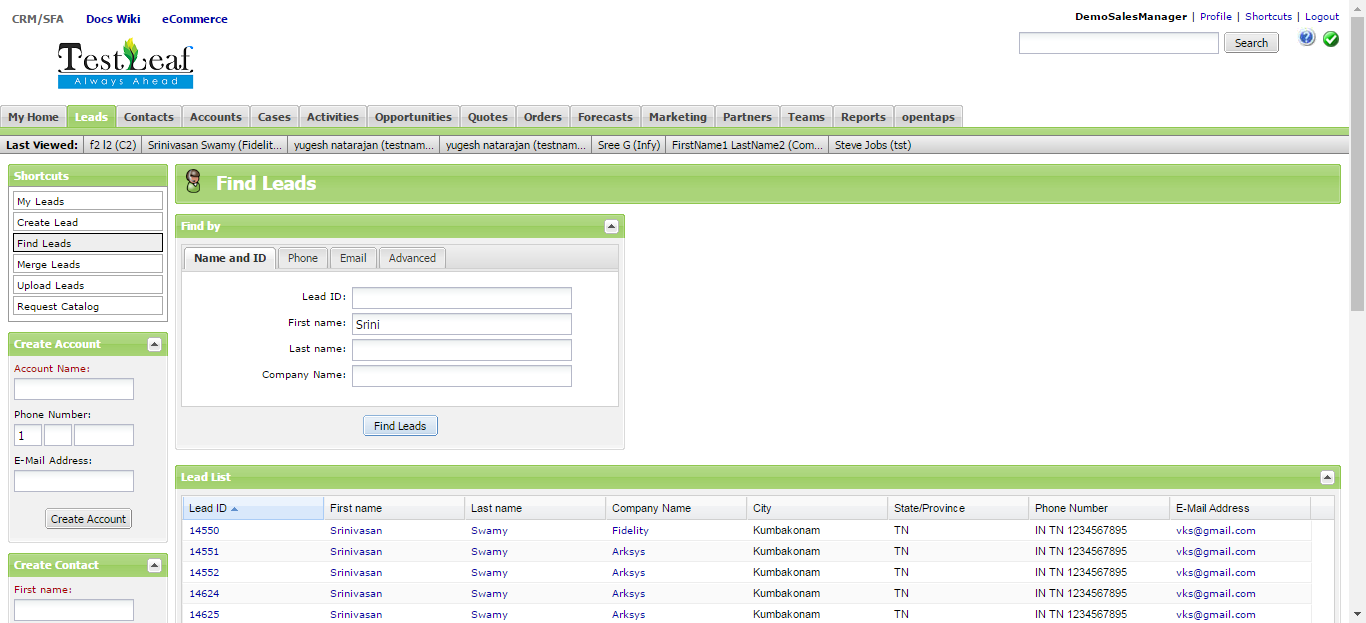 CRM/SFA Docs Wiki eCommerce
DemoSalesManager | Profile | Shortcuts | Logout
TestLeaf
Always Ahead
Search
My Home Leads Contacts Accounts Cases Activities Opportunities Quotes Orders Forecasts Marketing Partners Teams Reports opentaps
Last Viewed: f2 l2 (C2) Srinivasan Swamy (Fidelit... yugesh natarajan (testnam... yugesh natarajan (testnam... Sree G (Infy) FirstName1 LastName2 (Com... Steve Jobs (tst)
Shortcuts
My Leads
Create Lead
Find Leads
Merge Leads
Upload Leads
Request Catalog
Create Account
Account Name:
Phone Number:
1
E-Mail Address:
Create Account
Create Contact
First name:
Find Leads
Find by
Name and ID Phone Email Advanced
Lead ID:
First name: Srini
Last name:
Company Name:
Find Leads
Lead List
Lead ID First name Last name Company Name City State/Province Phone Number E-Mail Address
14550 Srinivasan Swamy Fidelity Kumbakonam TN IN TN 1234567895 vks@gmail.com
14551 Srinivasan Swamy Arksys Kumbakonam TN IN TN 1234567895 vks@gmail.com
14552 Srinivasan Swamy Arksys Kumbakonam TN IN TN 1234567895 vks@gmail.com
14624 Srinivasan Swamy Arksys Kumbakonam TN IN TN 1234567895 vks@gmail.com
14625 Srinivasan Swamy Arksys Kumbakonam TN IN TN 1234567895 vks@gmail.com